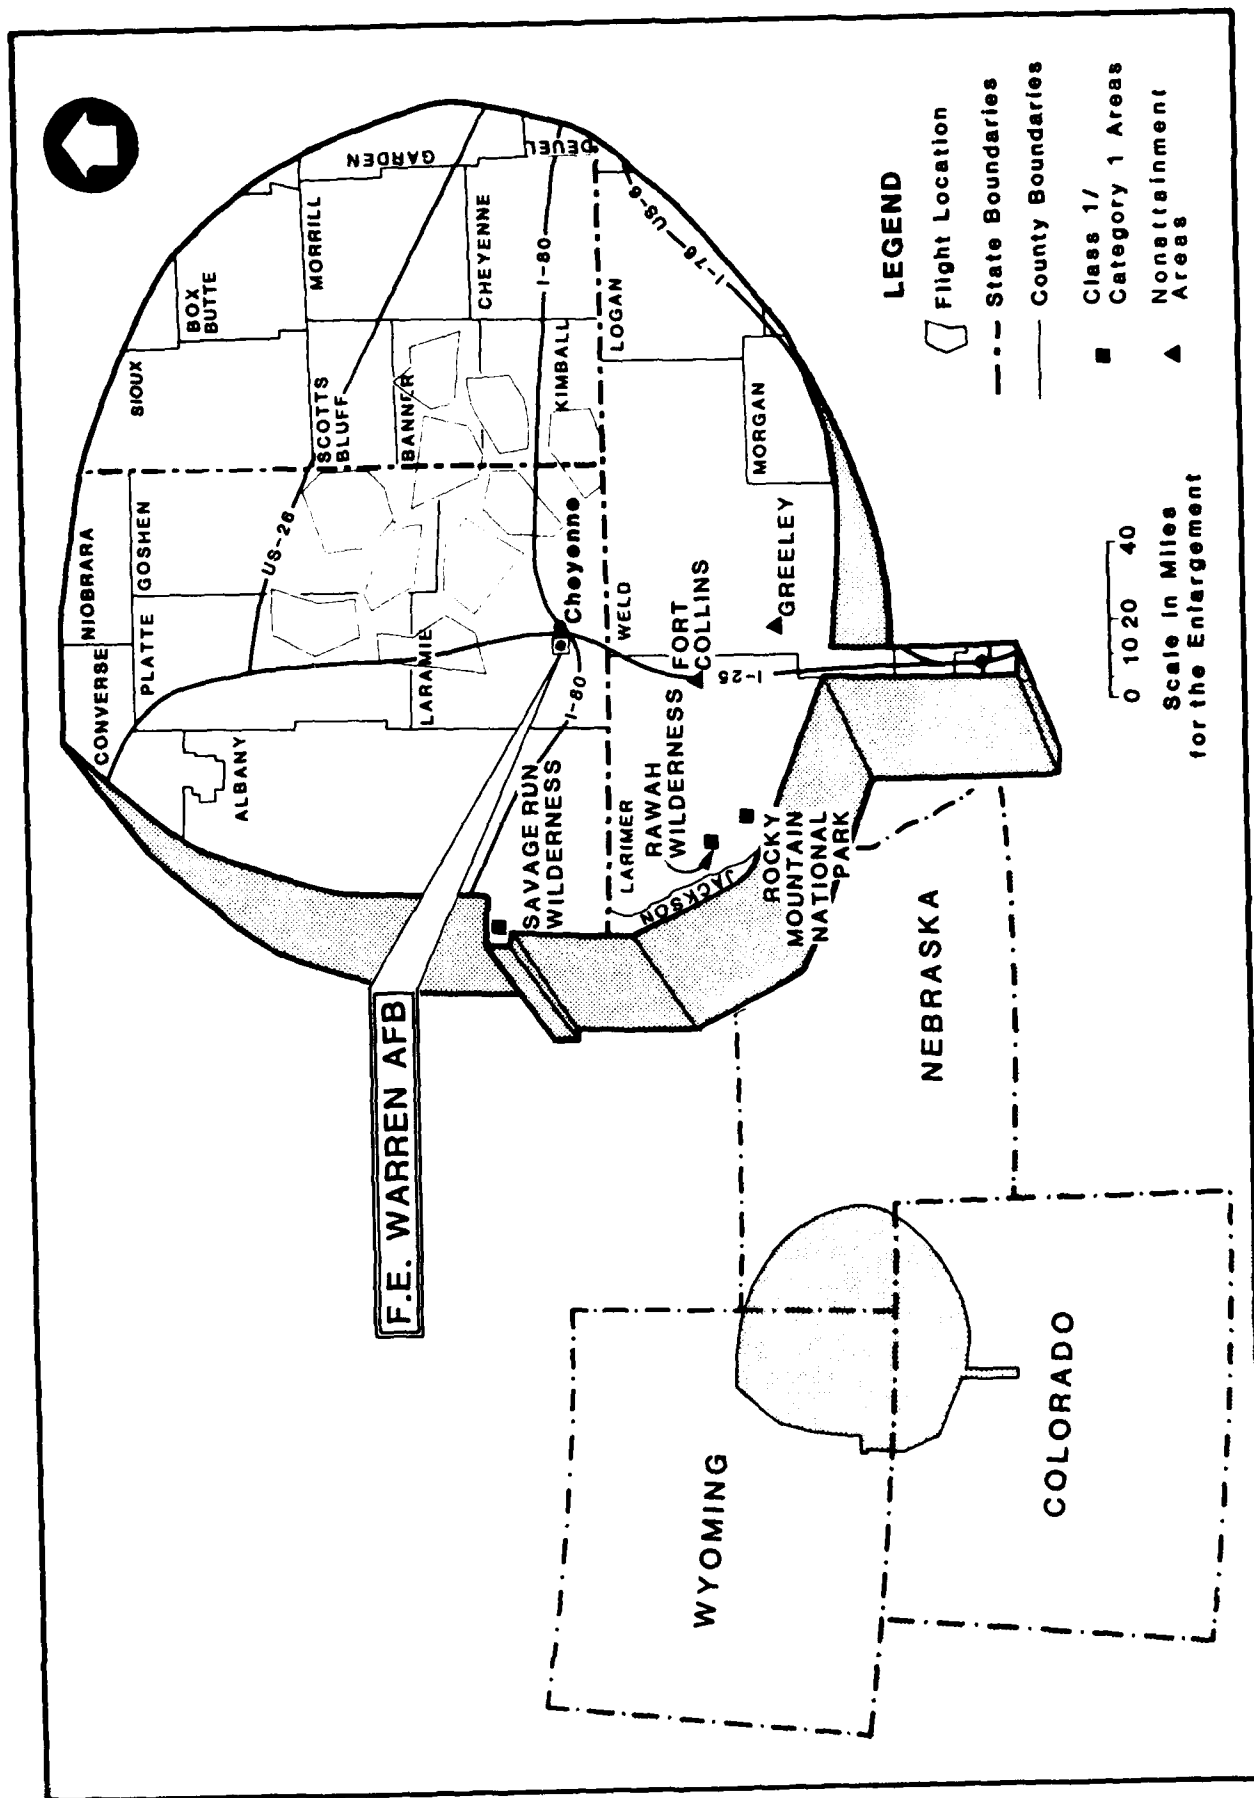 NIOBRARA
CONVERSE
PLATTE
GOSHEN
SIOUX
BOX
BUTTE
ALBANY
US-26
SCOTTS
BLUFF
MORRILL
GARDEN
LARAMIE
BANNER
CHEYENNE
DEUEL
I-80
KIMBALL
Cheyenne
I-80
F.E. WARREN AFB
SAVAGE RUN
WILDERNESS
LARIMER
WELD
LOGAN
US-6
I-76
RAWAH
WILDERNESS
FORT
COLLINS
JACKSON
I-25
GREELEY
MORGAN
ROCKY
MOUNTAIN
NATIONAL
PARK
WYOMING
NEBRASKA
COLORADO
LEGEND
Flight Location
State Boundaries
County Boundaries
Class 1/
Category 1 Areas
Nonattainment
Areas
0 10 20 40
Scale in Miles
for the Enlargement